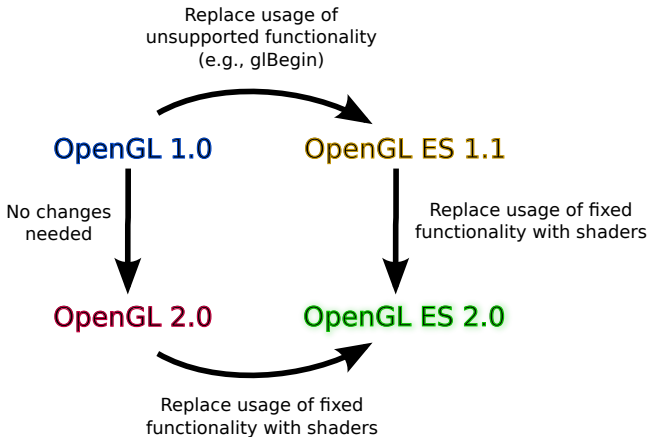 Replace usage of
unsupported functionality
(e.g., glBegin)
OpenGL 1.0
OpenGL ES 1.1
No changes
needed
Replace usage of fixed
functionality with shaders
OpenGL 2.0
OpenGL ES 2.0
Replace usage of fixed
functionality with shaders